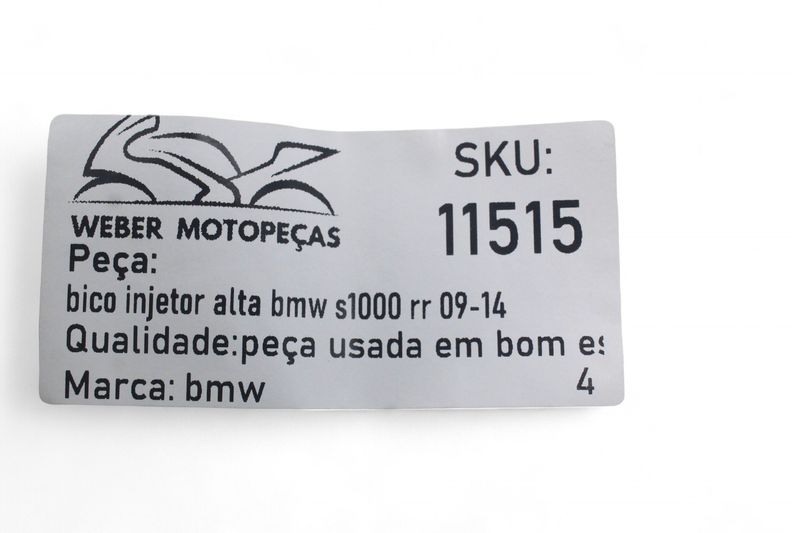 WEBER MOTOPEÇAS
SKU:
11515
Peça:
bico injetor alta bmw s1000 rr 09-14
Qualidade:peça usada em bom es
Marca: bmw
4